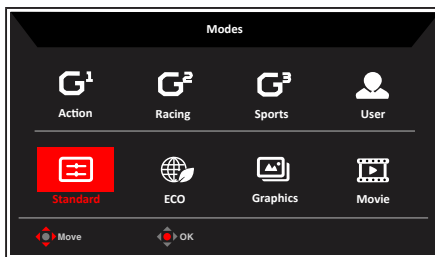 Modes
G¹ G² G³
Action Racing Sports User
Standard ECO Graphics Movie
Move OK